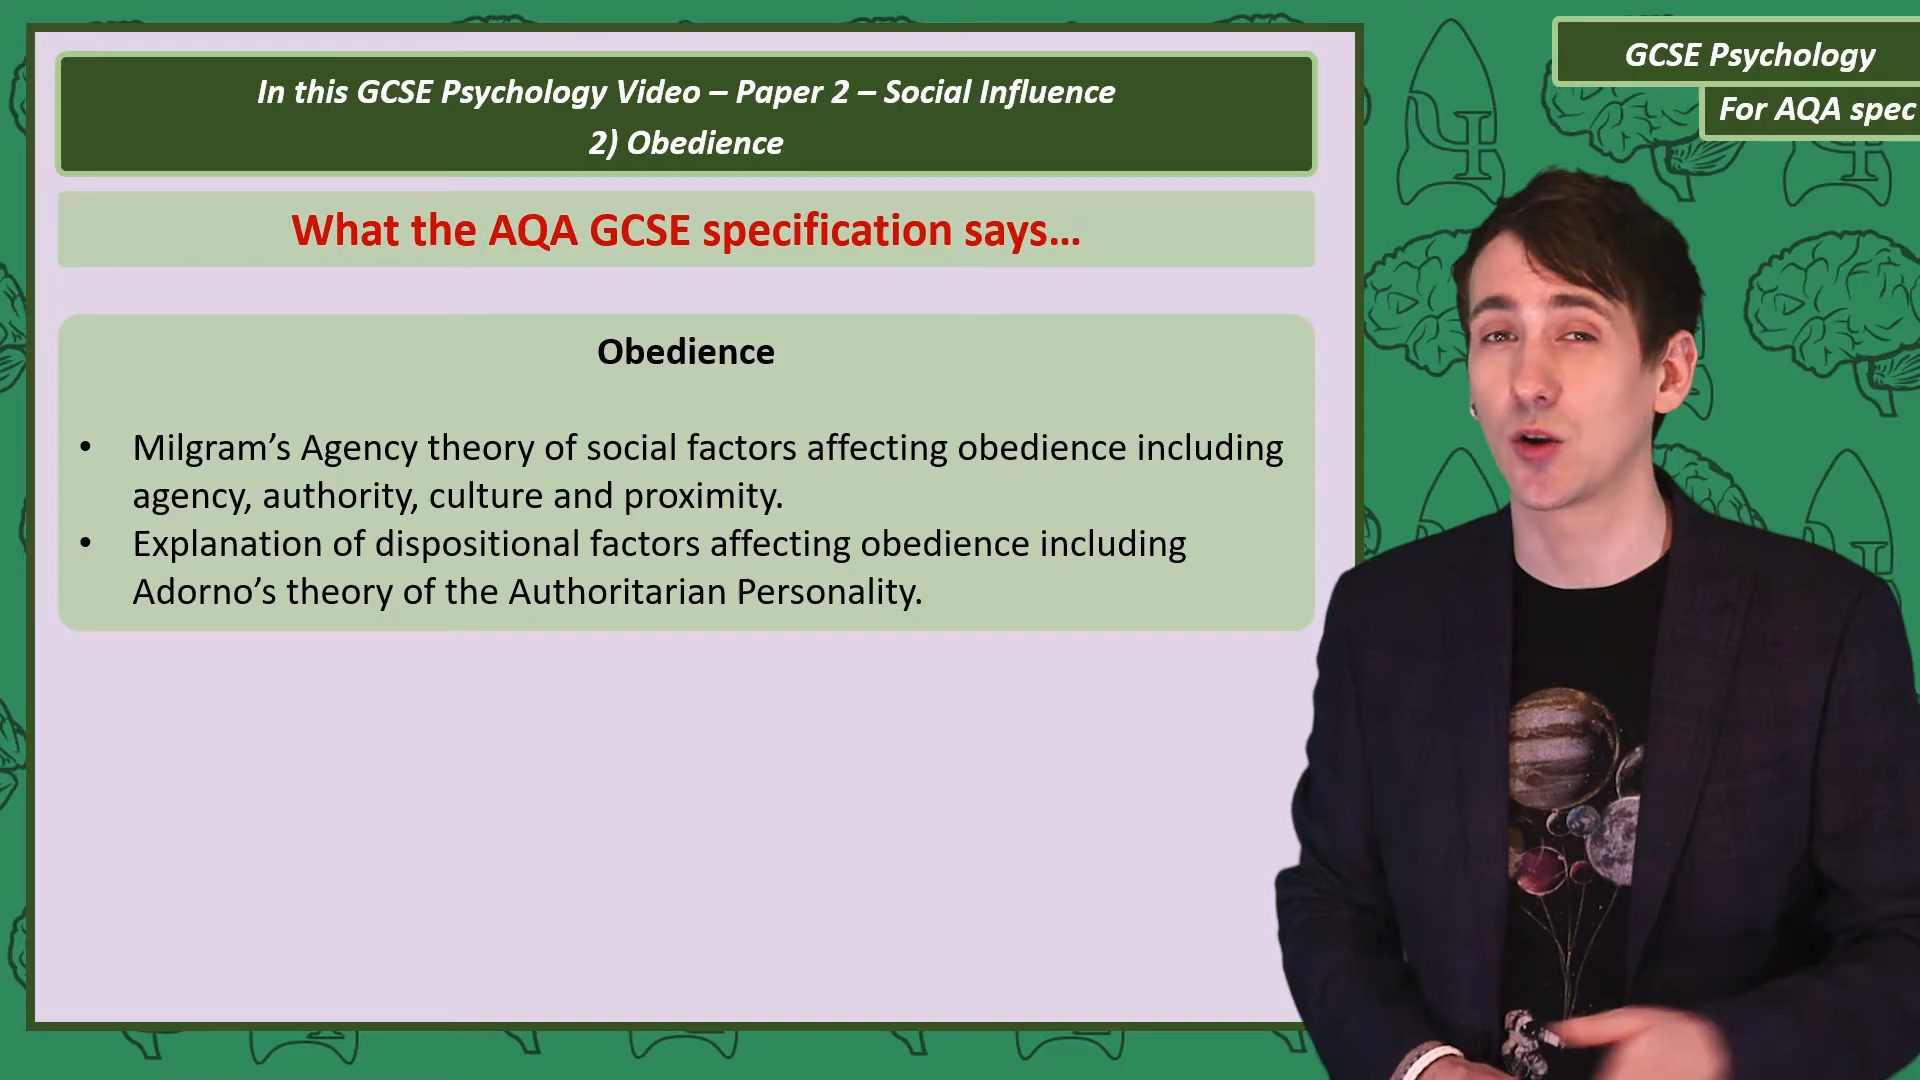 In this GCSE Psychology Video – Paper 2 – Social Influence
2) Obedience
What the AQA GCSE specification says...
Obedience
• Milgram’s Agency theory of social factors affecting obedience including
agency, authority, culture and proximity.
• Explanation of dispositional factors affecting obedience including
Adorno’s theory of the Authoritarian Personality.
GCSE Psychology
For AQA spec